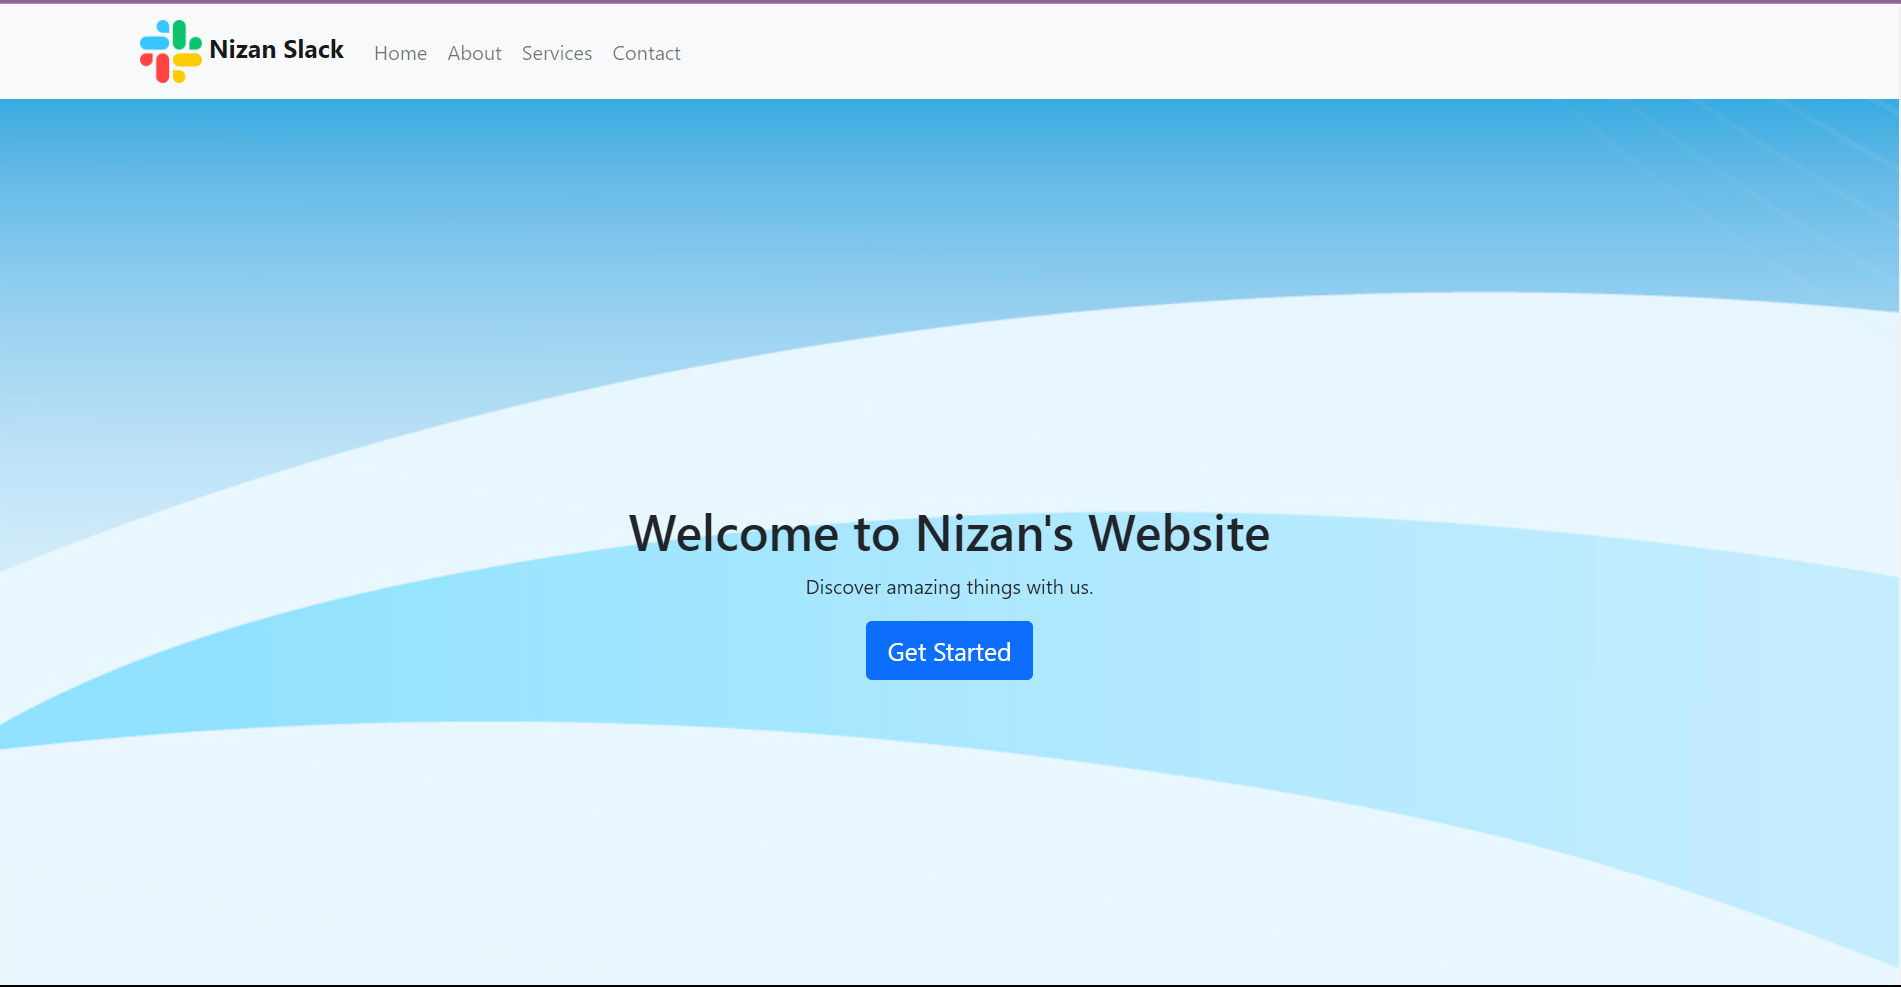 Nizan Slack
Home About Services Contact
Welcome to Nizan's Website
Discover amazing things with us.
Get Started